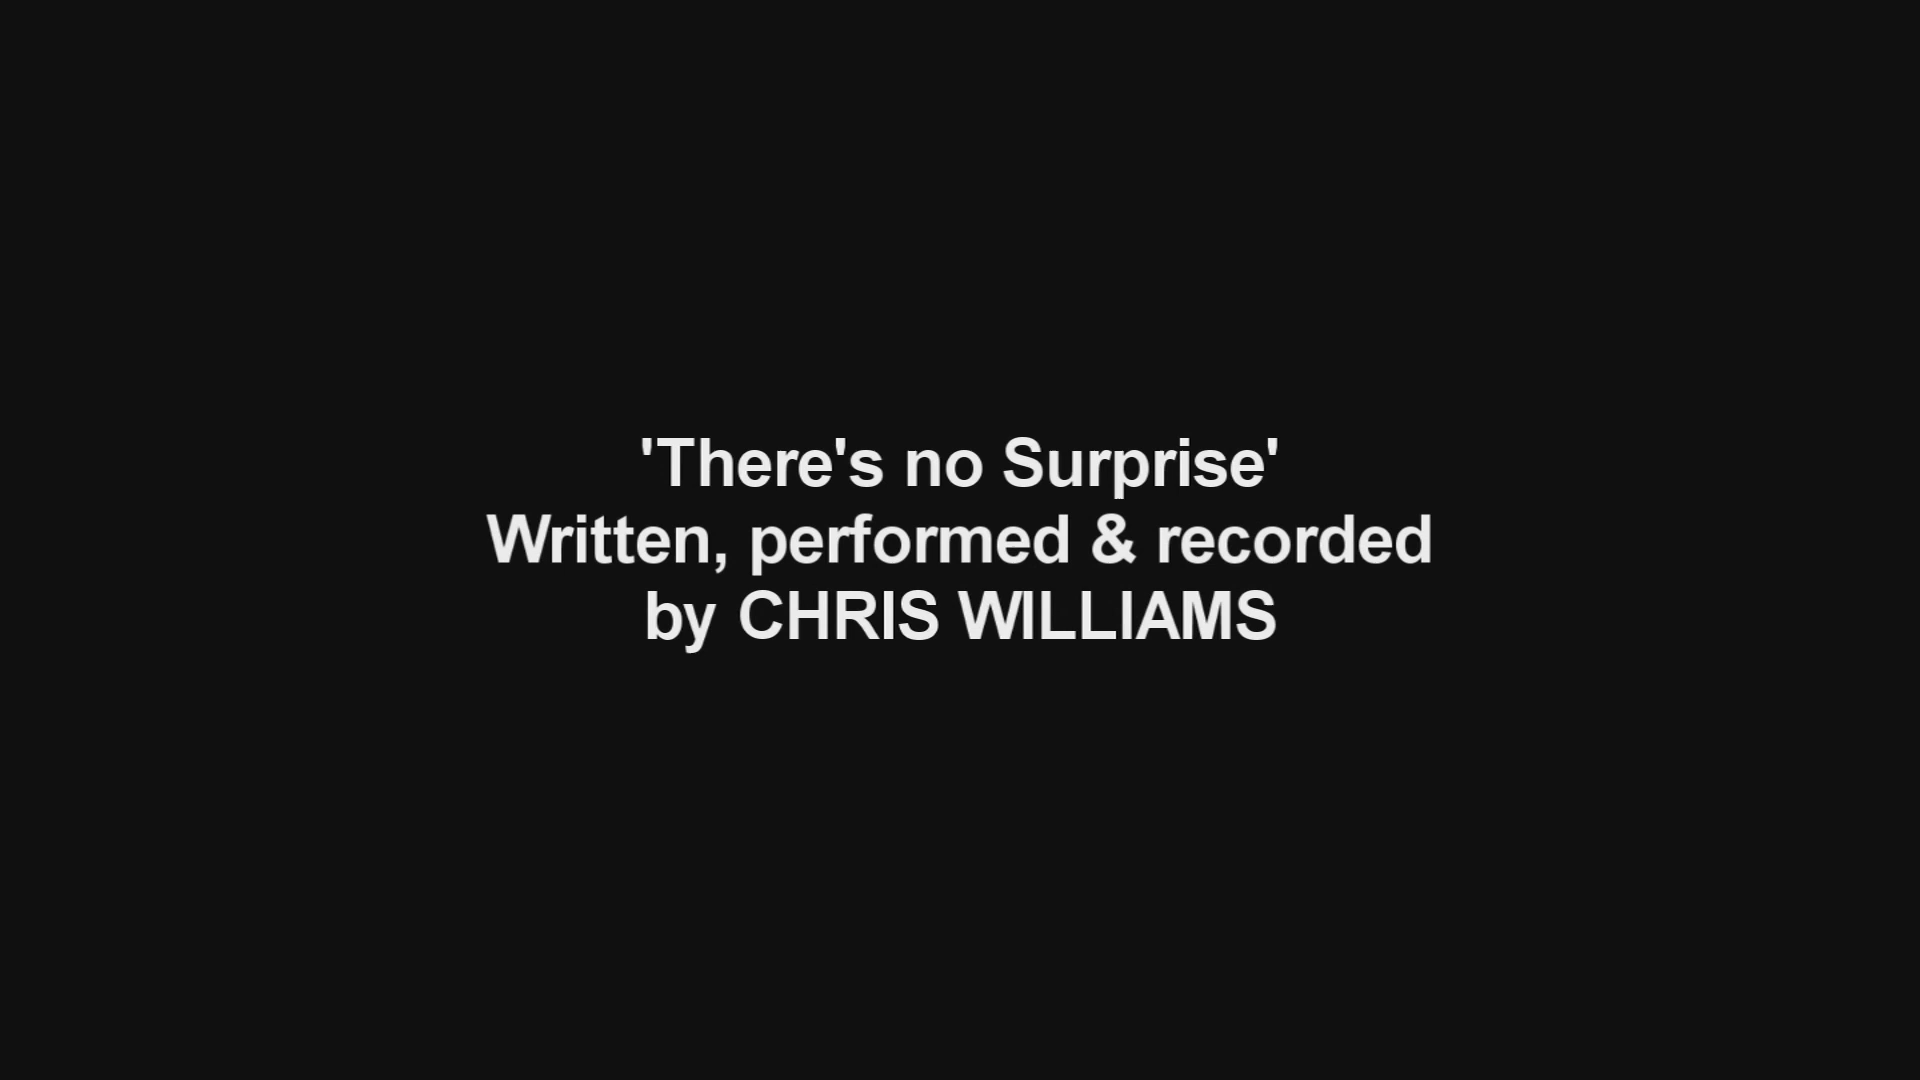 'There's no Surprise'
Written, performed & recorded
by CHRIS WILLIAMS